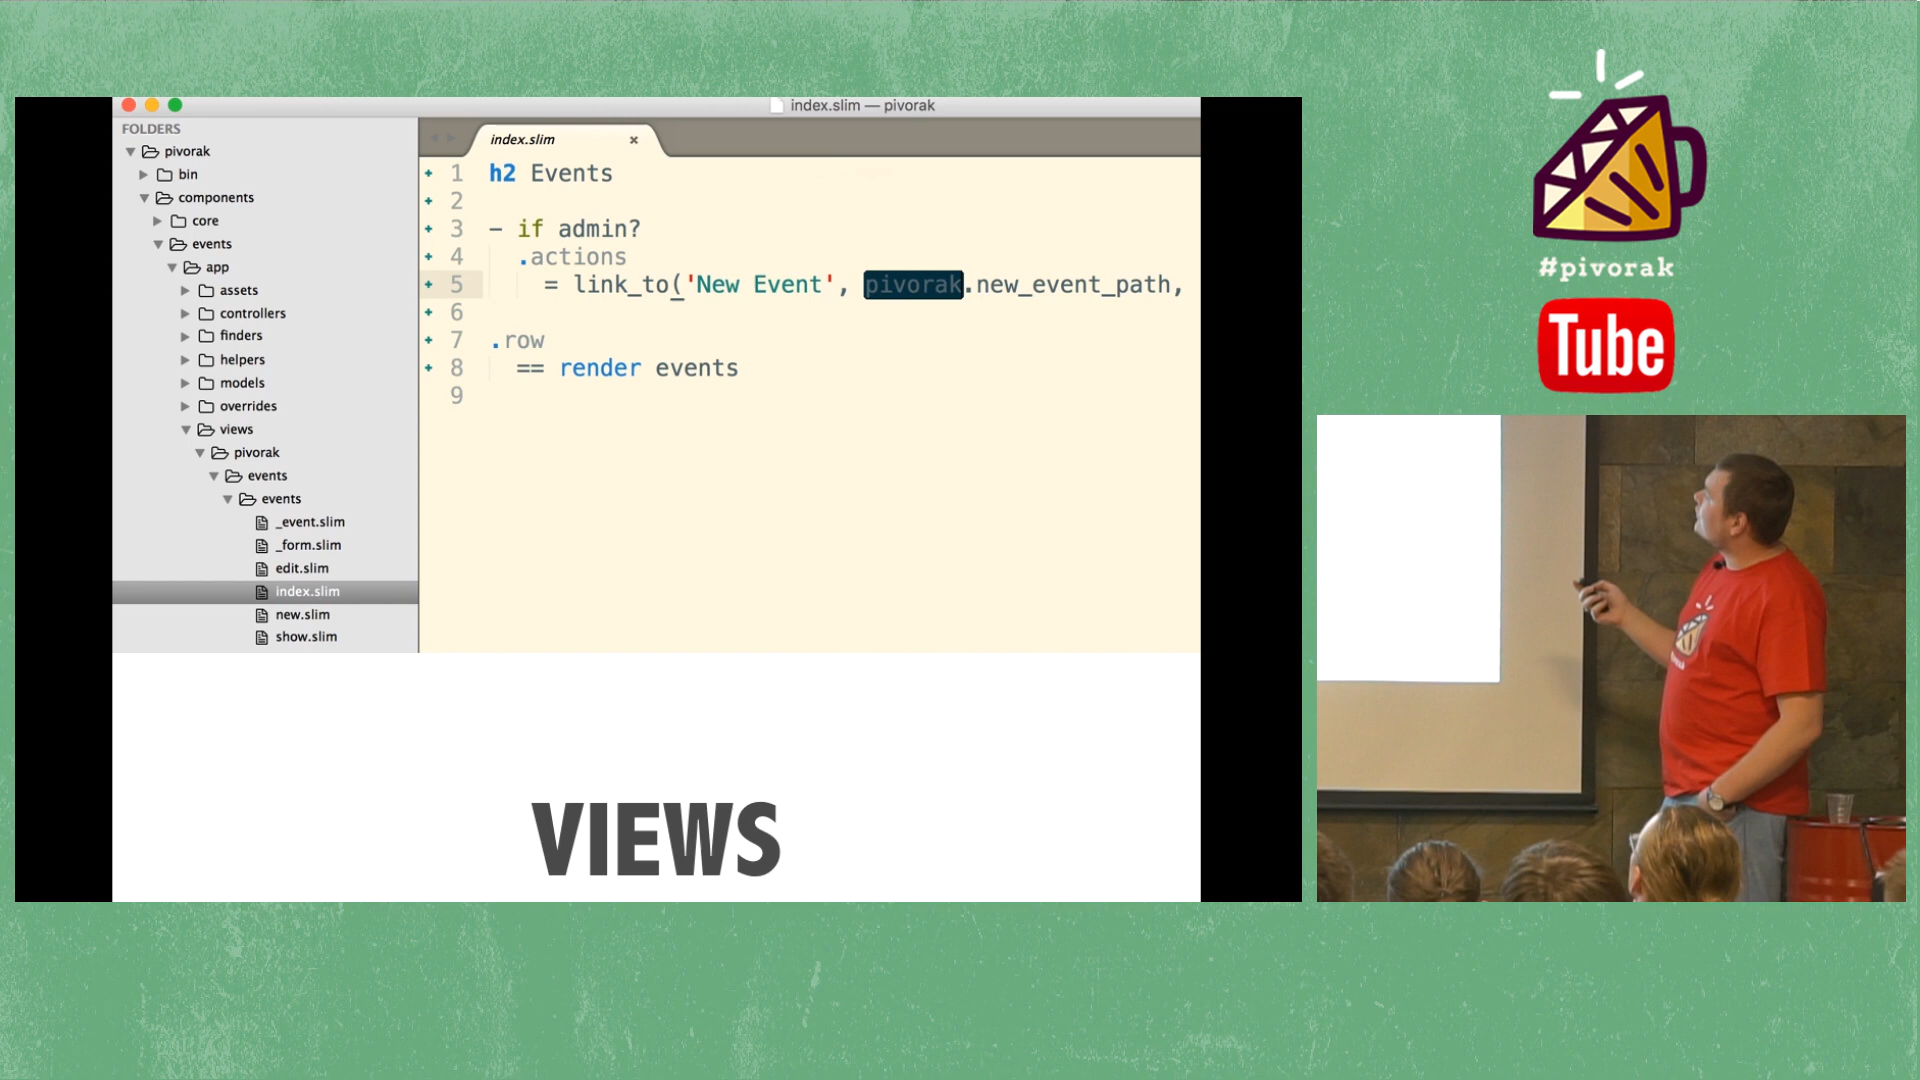 index.slim — pivorak
FOLDERS
pivorak
bin
components
core
events
app
assets
controllers
finders
helpers
models
overrides
views
pivorak
events
events
_event.slim
_form.slim
edit.slim
index.slim
new.slim
show.slim
index.slim
1 h2 Events
2
3 - if admin?
4 .actions
5 = link_to('New Event', pivorak.new_event_path,
6
7 .row
8 == render events
9
VIEWS
#pivorak
Tube